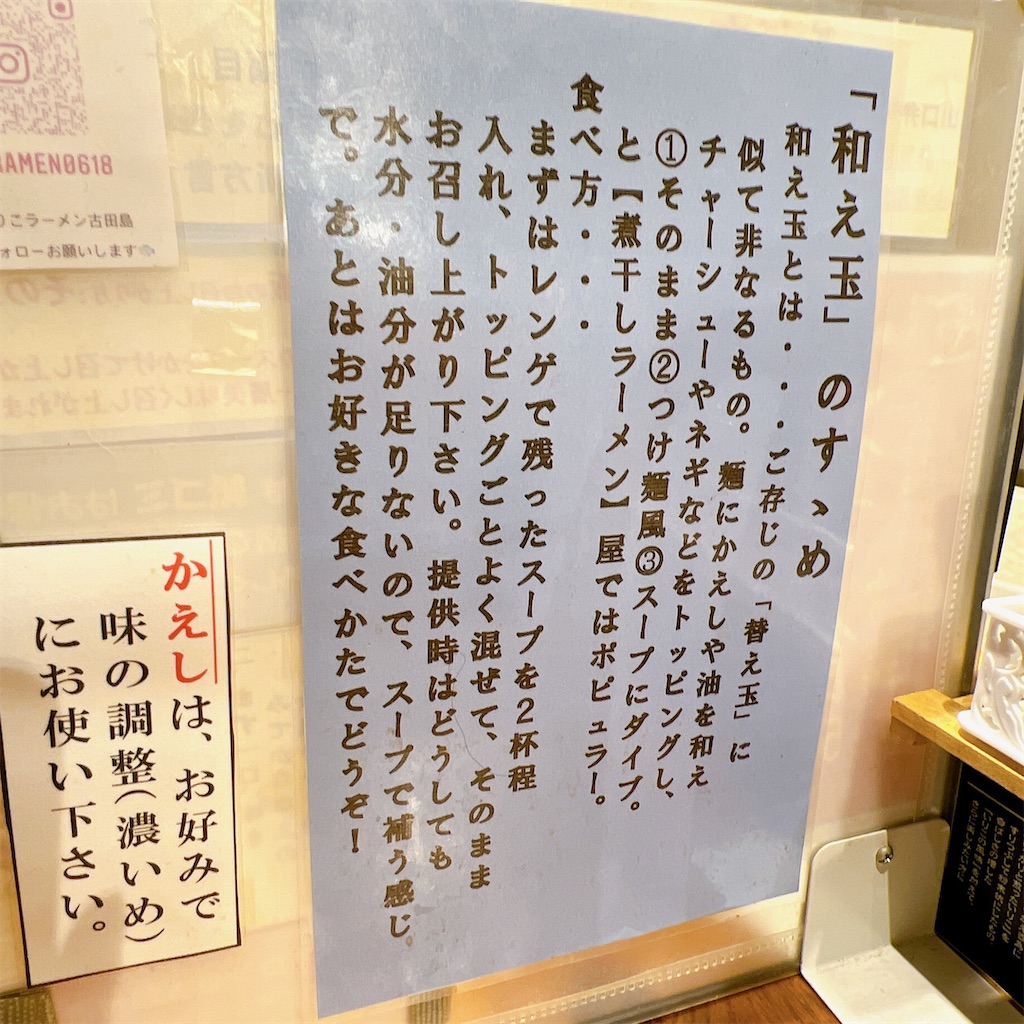 「和え玉」のすゝめ
和え玉とは・・・ご存じの「替え玉」に
似て非なるもの。麺にかえしや油を和え
チャーシューやネギなどをトッピングし、
①そのまま②つけ麺風③スープにダイブ。
と【煮干しラーメン】屋ではポピュラー。
食べ方・・・
まずはレンゲで残ったスープを２杯程
入れ、トッピングごとよく混ぜて、そのまま
お召し上がり下さい。提供時はどうしても
水分・油分が足りないので、スープで補う感じ。
で。あとはお好きな食べかたでどうぞ！
かえしは、お好みで
味の調整(濃いめ)
にお使い下さい。
AMEN0618
りこラーメン古田島
ォローお願いします